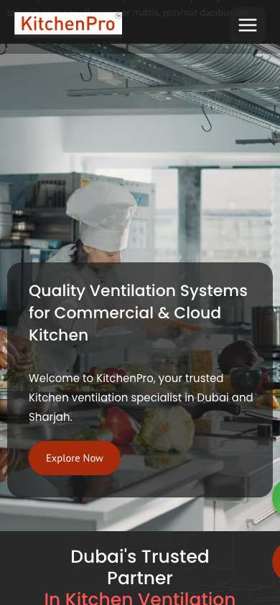 KitchenPro
Quality Ventilation Systems
for Commercial & Cloud
Kitchen
Welcome to KitchenPro, your trusted
Kitchen ventilation specialist in Dubai and
Sharjah.
Explore Now
Dubai's Trusted
Partner
In Kitchen Ventilation